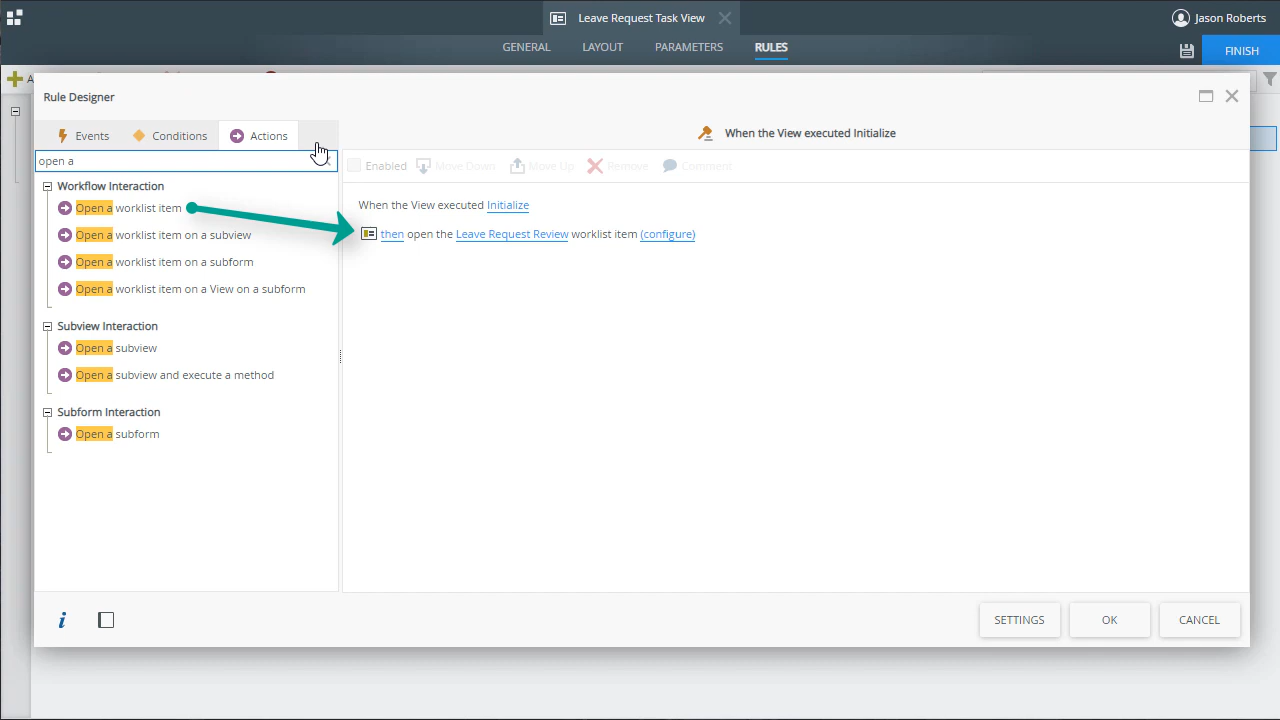 Leave Request Task View
Jason Roberts
GENERAL
LAYOUT
PARAMETERS
RULES
FINISH
A
Rule Designer
Events
Conditions
Actions
When the View executed Initialize
open a
Enabled
Move Down
Move Up
Remove
Comment
Workflow Interaction
Open a worklist item
Open a worklist item on a subview
Open a worklist item on a subform
Open a worklist item on a View on a subform
Subview Interaction
Open a subview
Open a subview and execute a method
Subform Interaction
Open a subform
When the View executed Initialize
then open the Leave Request Review worklist item (configure)
i
SETTINGS
OK
CANCEL